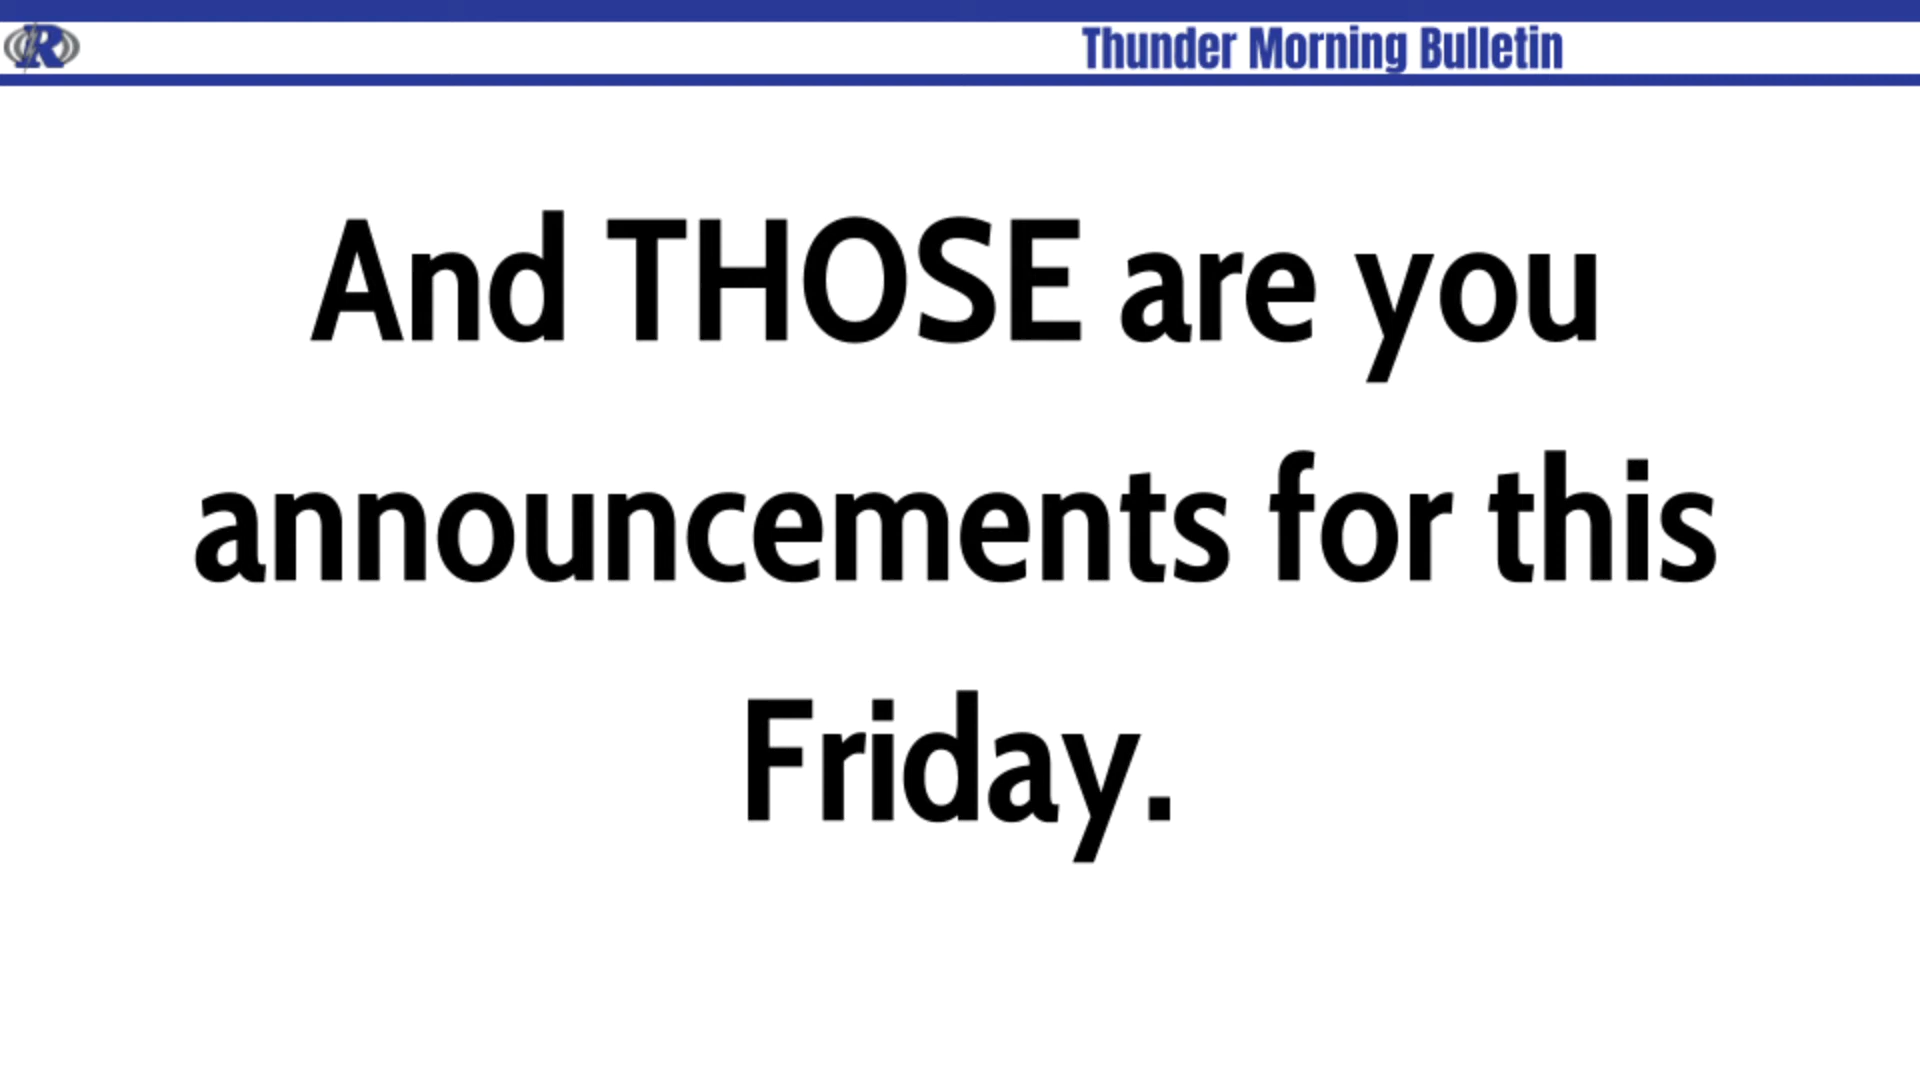 R
Thunder Morning Bulletin
And THOSE are you
announcements for this
Friday.